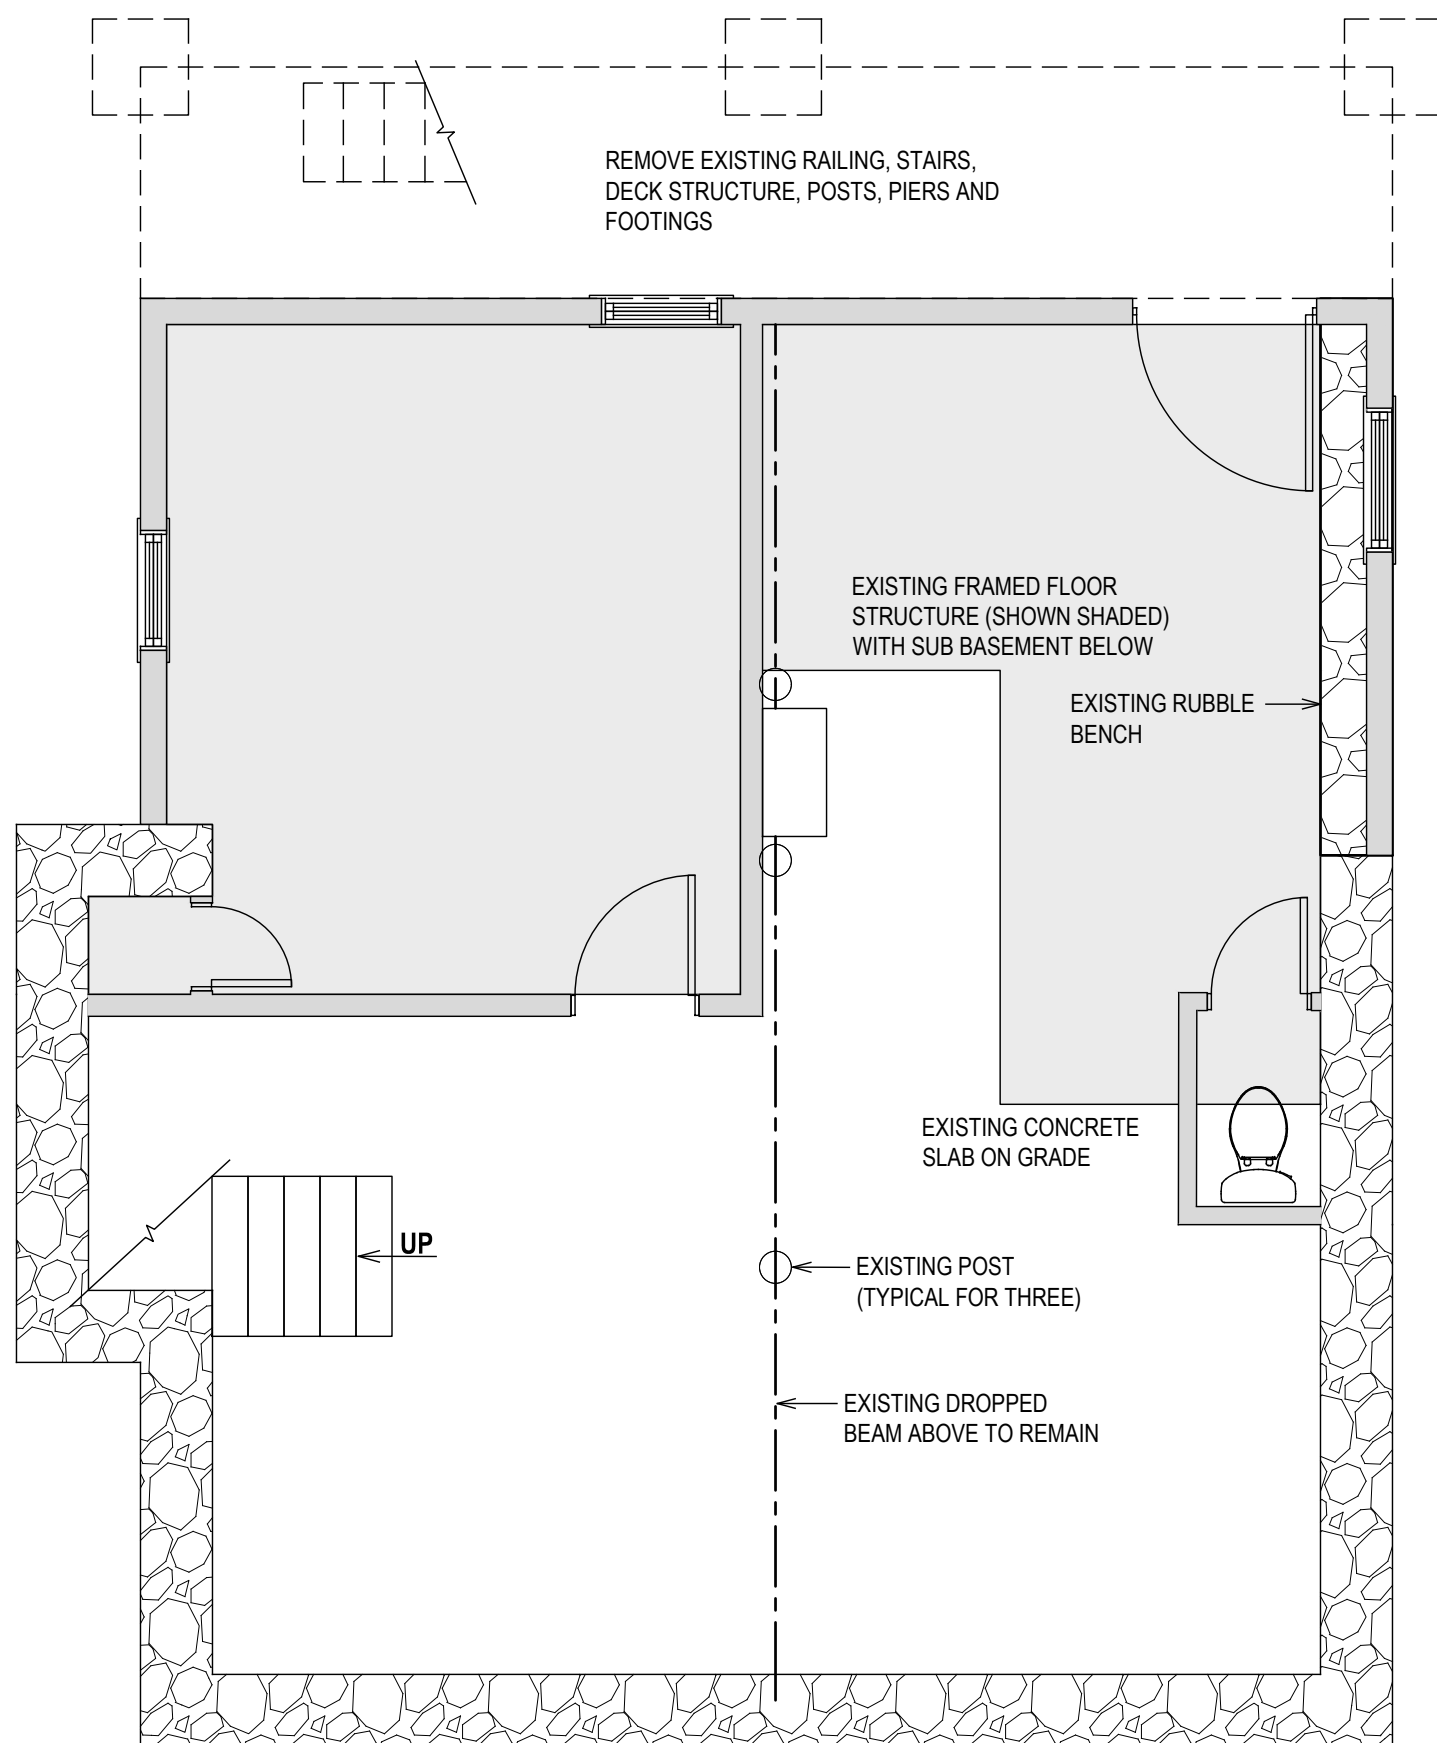 REMOVE EXISTING RAILING, STAIRS,
DECK STRUCTURE, POSTS, PIERS AND
FOOTINGS
EXISTING FRAMED FLOOR
STRUCTURE (SHOWN SHADED)
WITH SUB BASEMENT BELOW
EXISTING RUBBLE
BENCH
EXISTING CONCRETE
SLAB ON GRADE
UP
EXISTING POST
(TYPICAL FOR THREE)
EXISTING DROPPED
BEAM ABOVE TO REMAIN